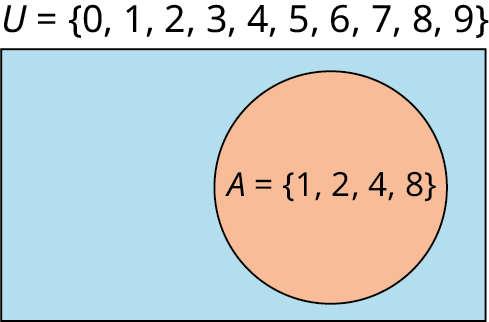 U = {0, 1, 2, 3, 4, 5, 6, 7, 8, 9}
A = {1, 2, 4, 8}